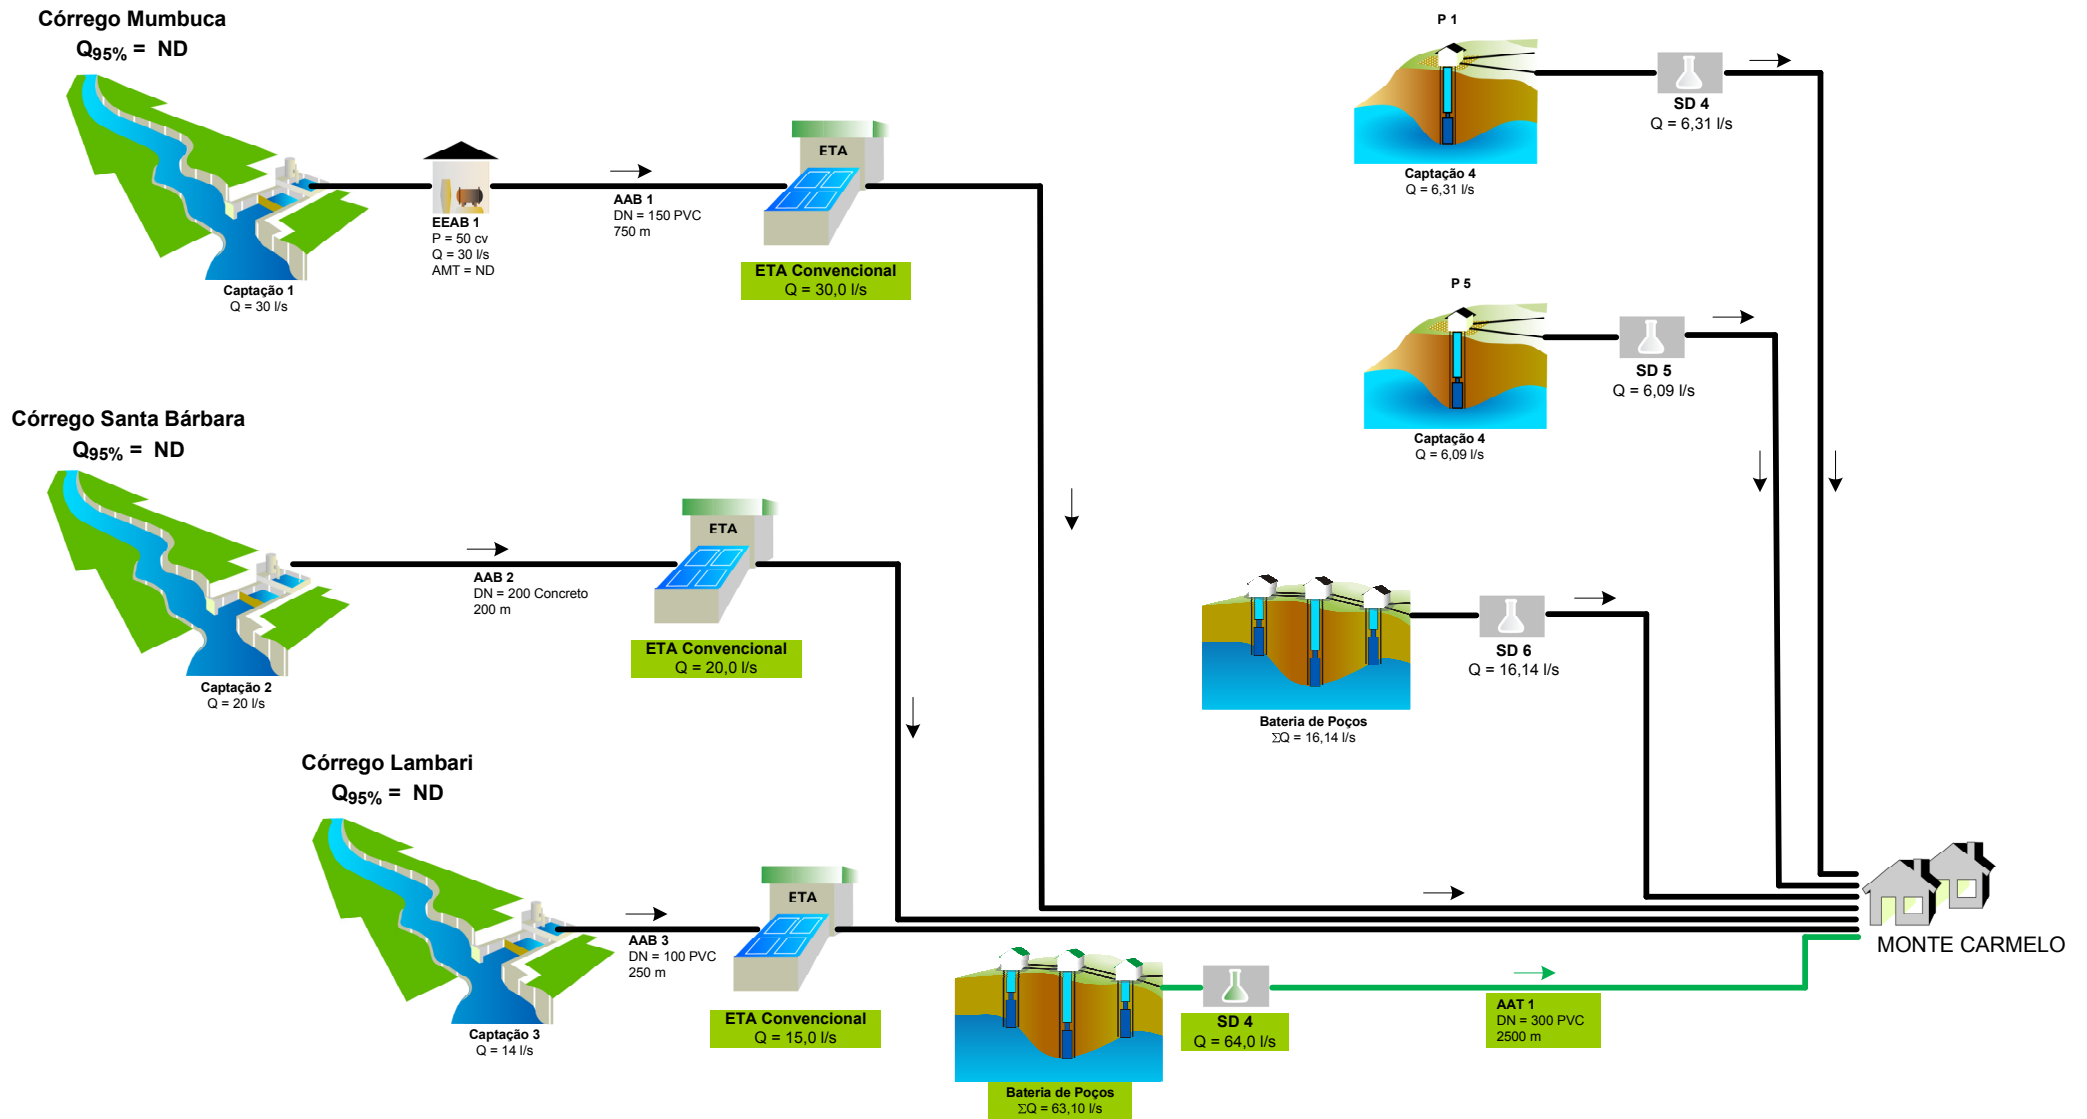 Córrego Mumbuca
Q95% = ND
Captação 1
Q = 30 l/s
EEAB 1
P = 50 cv
Q = 30 l/s
AMT = ND
AAB 1
DN = 150 PVC
750 m
ETA
ETA Convencional
Q = 30,0 l/s
P 1
Captação 4
Q = 6,31 l/s
SD 4
Q = 6,31 l/s
P 5
Captação 4
Q = 6,09 l/s
SD 5
Q = 6,09 l/s
Córrego Santa Bárbara
Q95% = ND
Captação 2
Q = 20 l/s
AAB 2
DN = 200 Concreto
200 m
ETA
ETA Convencional
Q = 20,0 l/s
Bateria de Poços
ΣQ = 16,14 l/s
SD 6
Q = 16,14 l/s
Córrego Lambari
Q95% = ND
Captação 3
Q = 14 l/s
AAB 3
DN = 100 PVC
250 m
ETA
ETA Convencional
Q = 15,0 l/s
Bateria de Poços
ΣQ = 63,10 l/s
SD 4
Q = 64,0 l/s
AAT 1
DN = 300 PVC
2500 m
MONTE CARMELO